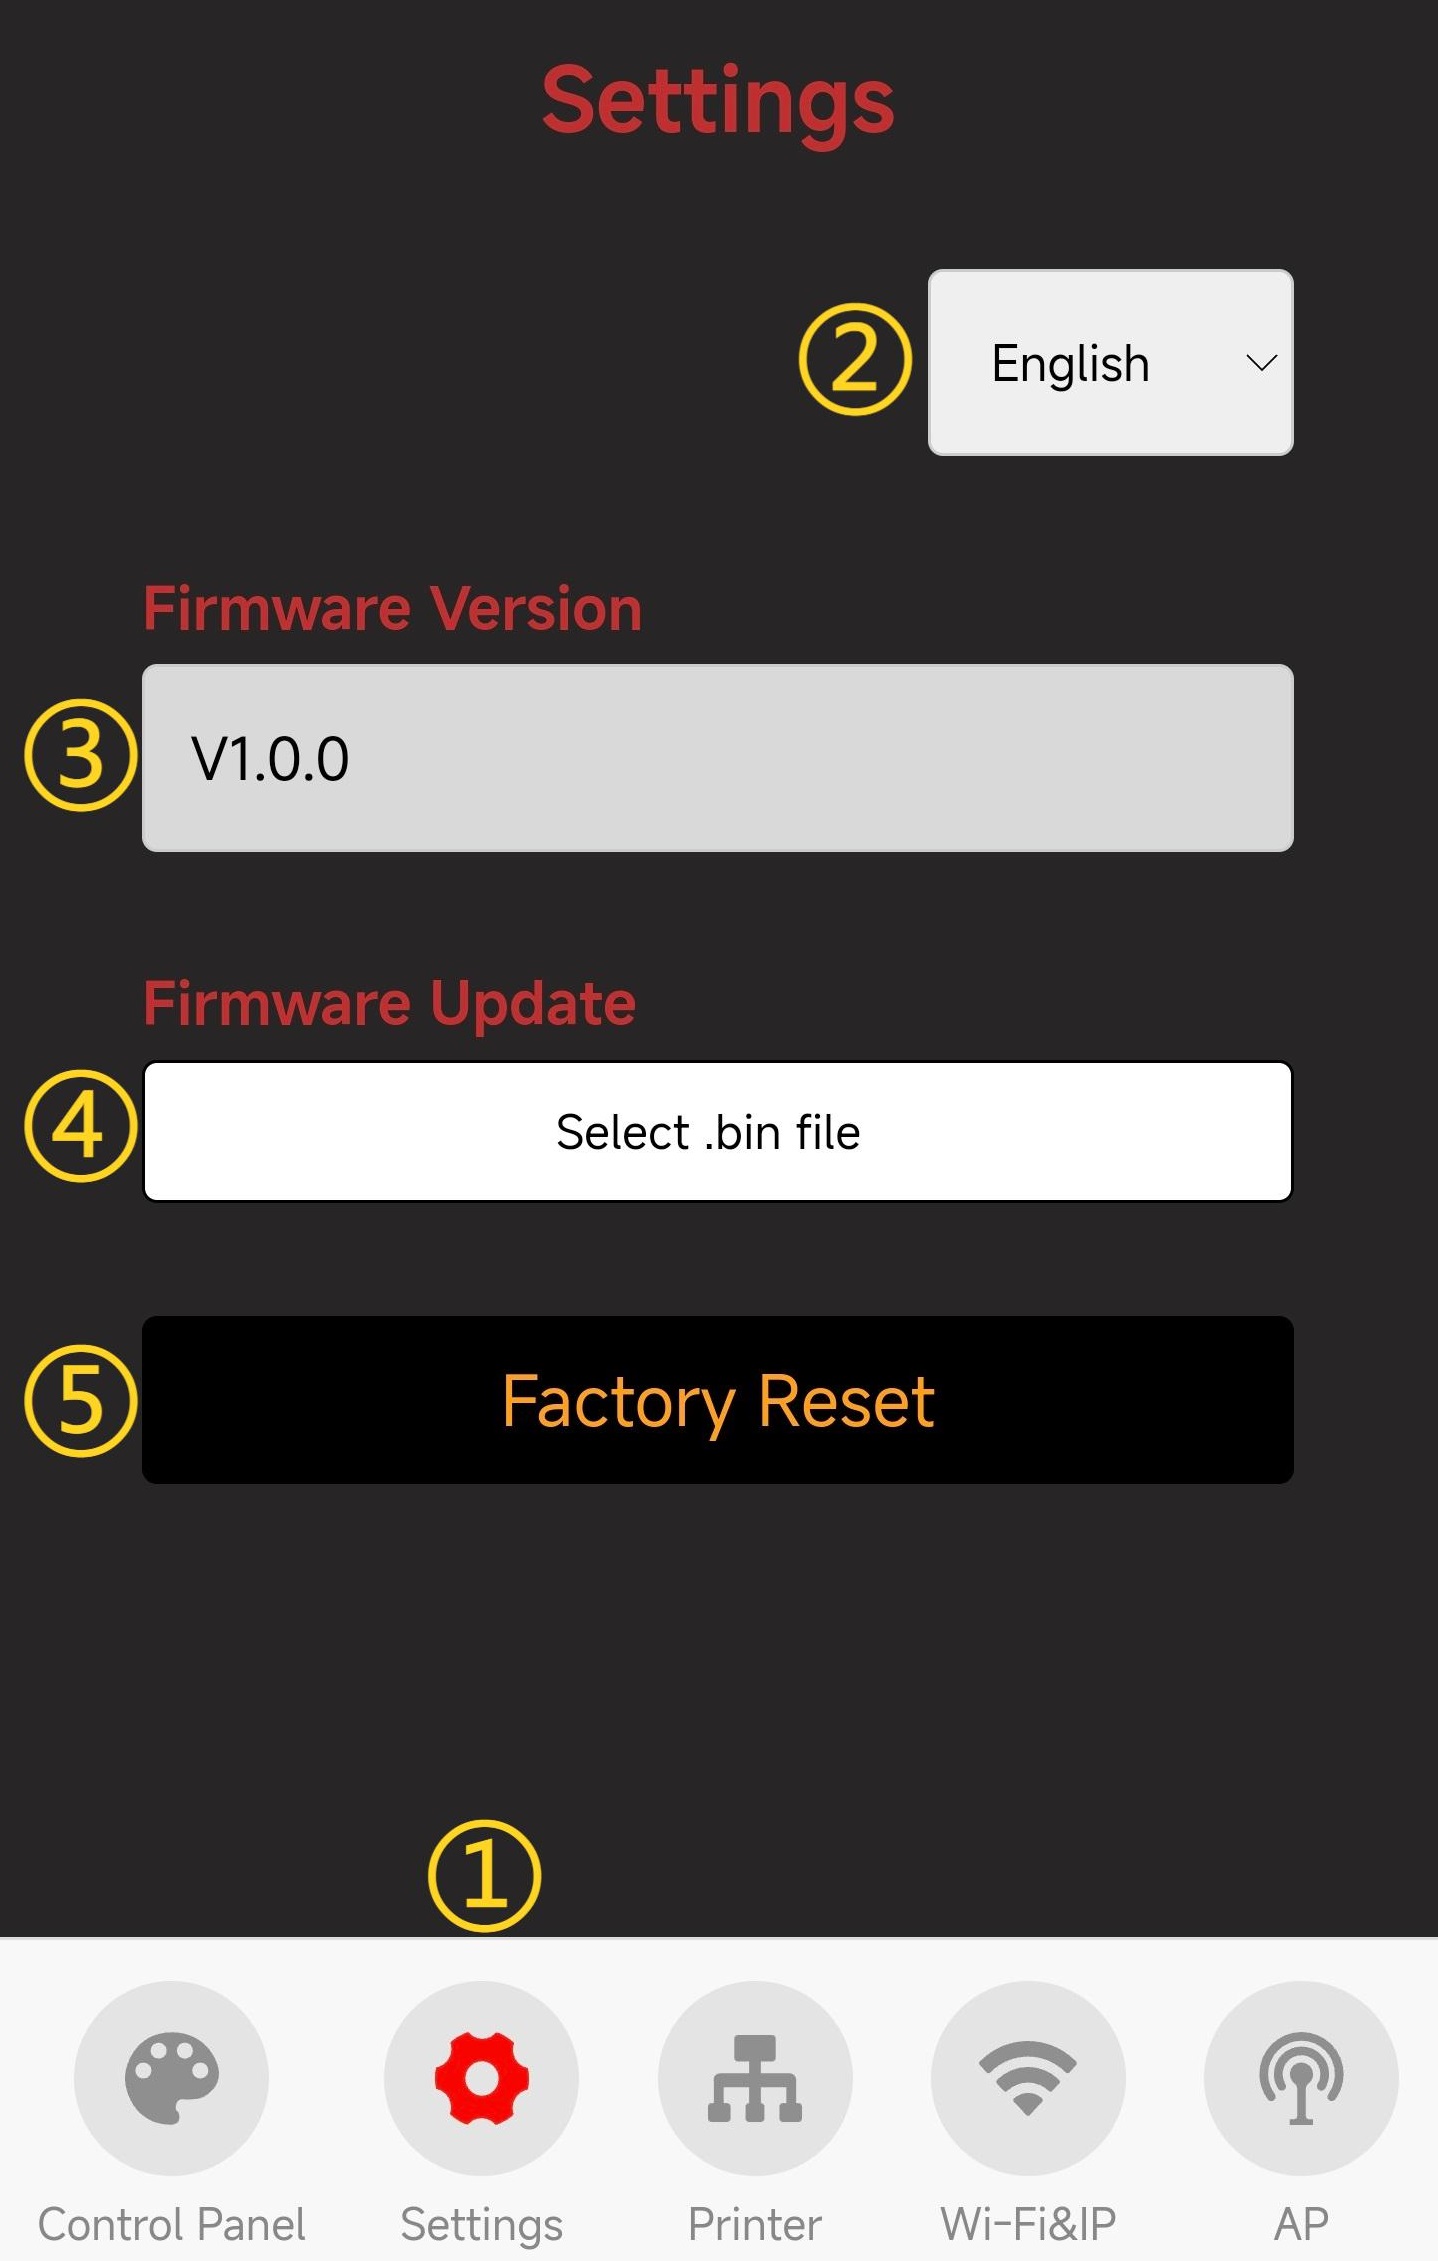 Settings
② English
Firmware Version
③ V1.0.0
Firmware Update
④ Select .bin file
⑤ Factory Reset
①
Control Panel Settings Printer Wi-Fi&IP AP